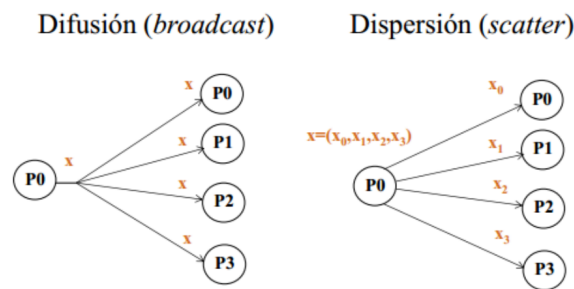 Difusión (broadcast)
x
P0
x
P0
x
P1
x
P2
x
P3
Dispersión (scatter)
x=(x₀,x₁,x₂,x₃)
P0
x₀
P0
x₁
P1
x₂
P2
x₃
P3